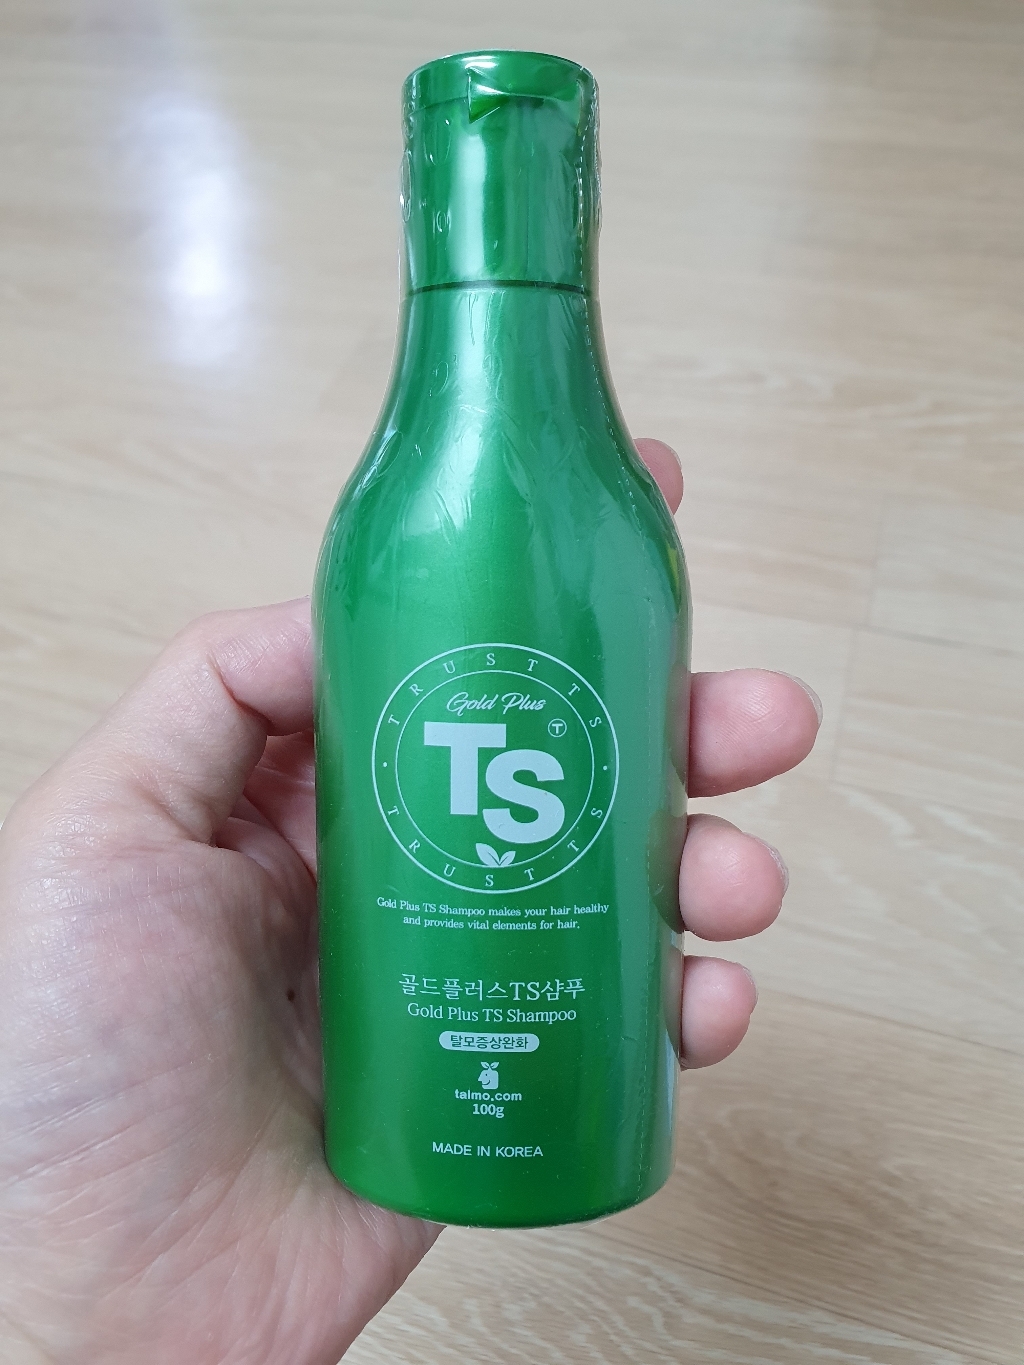 TRUST TS
Gold Plus
TS
T
TRUST TS
Gold Plus TS Shampoo makes your hair healthy
and provides vital elements for hair.
골드플러스TS샴푸
Gold Plus TS Shampoo
탈모증상완화
talmo.com
100g
MADE IN KOREA